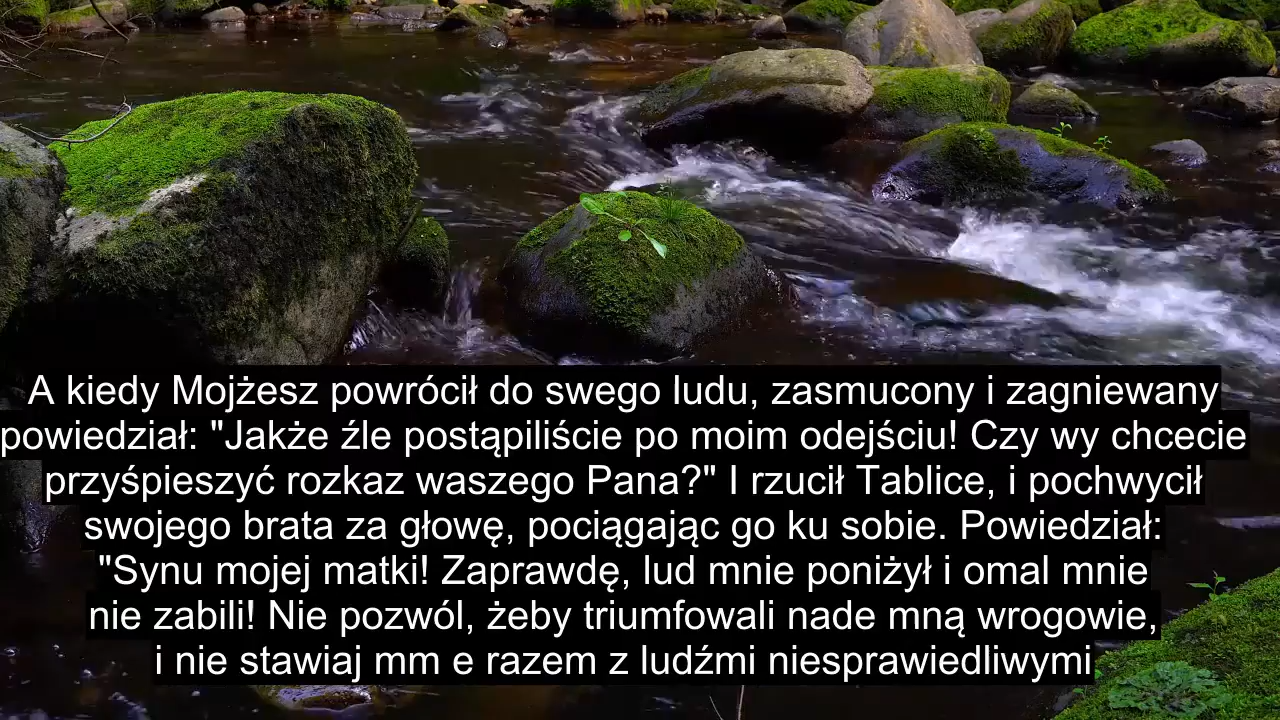 A kiedy Mojżesz powrócił do swego ludu, zasmucony i zagniewany
powiedział: "Jakże źle postąpiliście po moim odejściu! Czy wy chcecie
przyśpieszyć rozkaz waszego Pana?" I rzucił Tablice, i pochwycił
swojego brata za głowę, pociągając go ku sobie. Powiedział:
"Synu mojej matki! Zaprawdę, lud mnie poniżył i omal mnie
nie zabili! Nie pozwól, żeby triumfowali nade mną wrogowie,
i nie stawiaj mm e razem z ludźmi niesprawiedliwymi